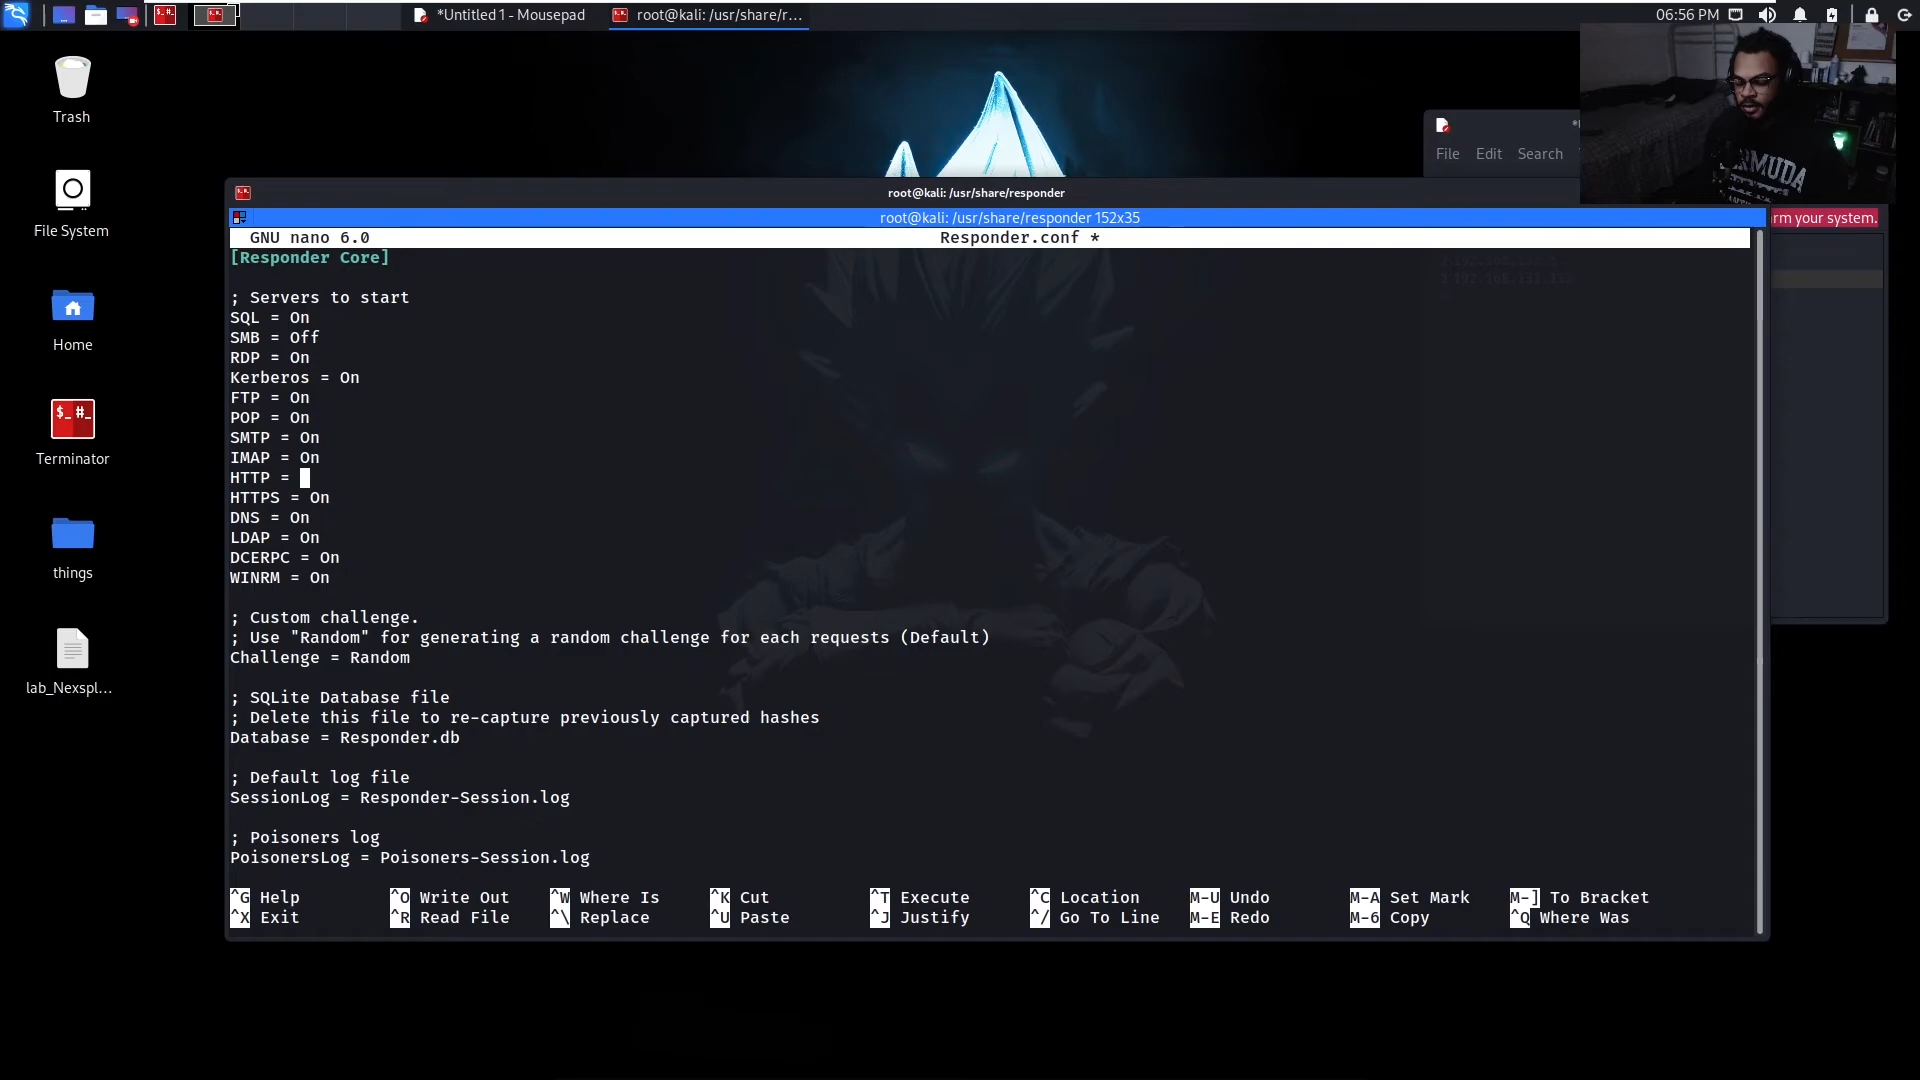 *Untitled 1 - Mousepad
root@kali: /usr/share/r...
06:56 PM
Trash
File System
Home
Terminator
things
lab_Nexspl...
File Edit Search
root@kali: /usr/share/responder
root@kali: /usr/share/responder 152x35
rm your system.
GNU nano 6.0 Responder.conf *
[Responder Core]
; Servers to start
SQL = On
SMB = Off
RDP = On
Kerberos = On
FTP = On
POP = On
SMTP = On
IMAP = On
HTTP =
HTTPS = On
DNS = On
LDAP = On
DCERPC = On
WINRM = On
; Custom challenge.
; Use "Random" for generating a random challenge for each requests (Default)
Challenge = Random
; SQLite Database file
; Delete this file to re-capture previously captured hashes
Database = Responder.db
; Default log file
SessionLog = Responder-Session.log
; Poisoners log
PoisonersLog = Poisoners-Session.log
^G Help ^O Write Out ^W Where Is ^K Cut ^T Execute ^C Location M-U Undo M-A Set Mark M-] To Bracket
^X Exit ^R Read File ^\ Replace ^U Paste ^J Justify ^/ Go To Line M-E Redo M-6 Copy ^Q Where Was